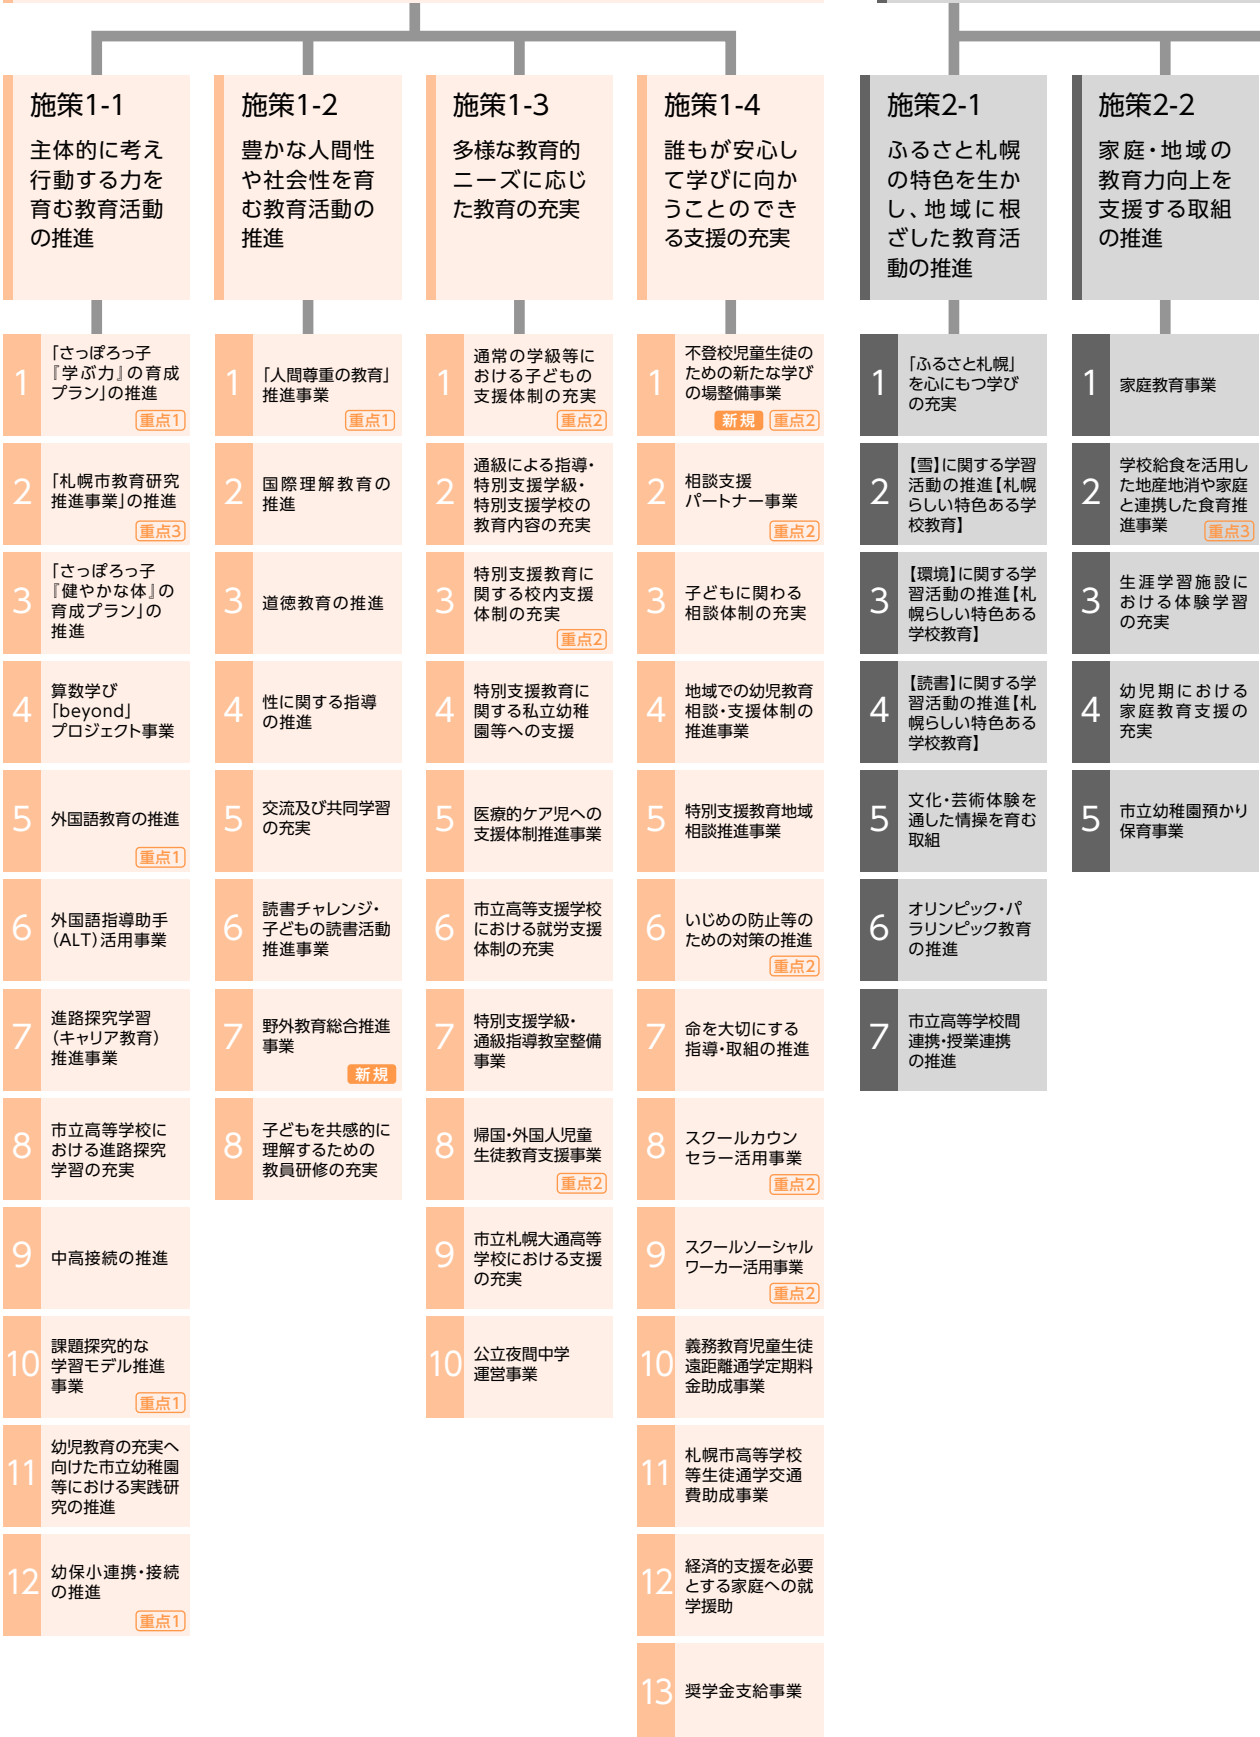 施策1-1
主体的に考え
行動する力を
育む教育活動
の推進
1
「さっぽろっ子
『学ぶ力』の育成
プラン」の推進
重点1
2
「札幌市教育研究
推進事業」の推進
重点3
3
「さっぽろっ子
『健やかな体』の
育成プラン」の
推進
4
算数学び
「beyond」
プロジェクト事業
5
外国語教育の推進
重点1
6
外国語指導助手
(ALT)活用事業
7
進路探究学習
(キャリア教育)
推進事業
8
市立高等学校に
おける進路探究
学習の充実
9
中高接続の推進
10
課題探究的な
学習モデル推進
事業
重点1
11
幼児教育の充実へ
向けた市立幼稚園
等における実践研
究の推進
12
幼保小連携・接続
の推進
重点1
施策1-2
豊かな人間性
や社会性を育
む教育活動の
推進
1
「人間尊重の教育」
推進事業
重点1
2
国際理解教育の
推進
3
道徳教育の推進
4
性に関する指導
の推進
5
交流及び共同学習
の充実
6
読書チャレンジ・
子どもの読書活動
推進事業
7
野外教育総合推進
事業
新規
8
子どもを共感的に
理解するための
教員研修の充実
施策1-3
多様な教育的
ニーズに応じ
た教育の充実
1
通常の学級等に
おける子どもの
支援体制の充実
重点2
2
通級による指導・
特別支援学級・
特別支援学校の
教育内容の充実
3
特別支援教育に
関する校内支援
体制の充実
重点2
4
特別支援教育に
関する私立幼稚
園等への支援
5
医療的ケア児への
支援体制推進事業
6
市立高等支援学校
における就労支援
体制の充実
7
特別支援学級・
通級指導教室整備
事業
8
帰国・外国人児童
生徒教育支援事業
重点2
9
市立札幌大通高等
学校における支援
の充実
10
公立夜間中学
運営事業
施策1-4
誰もが安心し
て学びに向か
うことのでき
る支援の充実
1
不登校児童生徒の
ための新たな学び
の場整備事業
新規 重点2
2
相談支援
パートナー事業
重点2
3
子どもに関わる
相談体制の充実
4
地域での幼児教育
相談・支援体制の
推進事業
5
特別支援教育地域
相談推進事業
6
いじめの防止等の
ための対策の推進
重点2
7
命を大切にする
指導・取組の推進
8
スクールカウン
セラー活用事業
重点2
9
スクールソーシャル
ワーカー活用事業
重点2
10
義務教育児童生徒
遠距離通学定期料
金助成事業
11
札幌市高等学校
等生徒通学交通
費助成事業
12
経済的支援を必要
とする家庭への就
学援助
13
奨学金支給事業
施策2-1
ふるさと札幌
の特色を生か
し、地域に根
ざした教育活
動の推進
1
「ふるさと札幌」
を心にもつ学び
の充実
2
【雪】に関する学習
活動の推進【札幌
らしい特色ある学
校教育】
3
【環境】に関する学
習活動の推進【札
幌らしい特色ある
学校教育】
4
【読書】に関する学
習活動の推進【札
幌らしい特色ある
学校教育】
5
文化・芸術体験を
通した情操を育む
取組
6
オリンピック・パ
ラリンピック教育
の推進
7
市立高等学校間
連携・授業連携
の推進
施策2-2
家庭・地域の
教育力向上を
支援する取組
の推進
1
家庭教育事業
2
学校給食を活用し
た地産地消や家庭
と連携した食育推
進事業
重点3
3
生涯学習施設に
おける体験学習
の充実
4
幼児期における
家庭教育支援の
充実
5
市立幼稚園預かり
保育事業